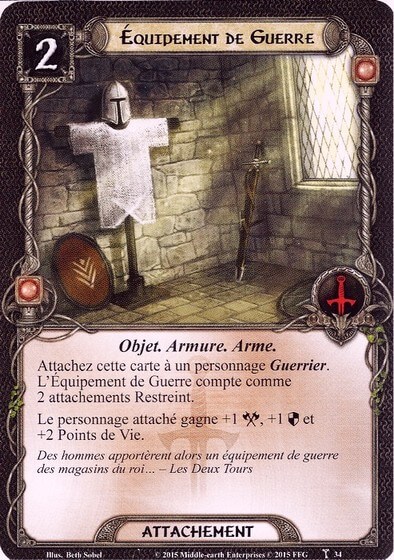 2
Équipement de Guerre
Objet. Armure. Arme.
Attachez cette carte à un personnage Guerrier.
L'Équipement de Guerre compte comme
2 attachements Restreint.
Le personnage attaché gagne +1 , +1 et
+2 Points de Vie.
Des hommes apportèrent alors un équipement de guerre
des magasins du roi... – Les Deux Tours
ATTACHEMENT
Illus. Beth Sobel © 2015 Middle-earth Enterprises © 2015 FFG 34